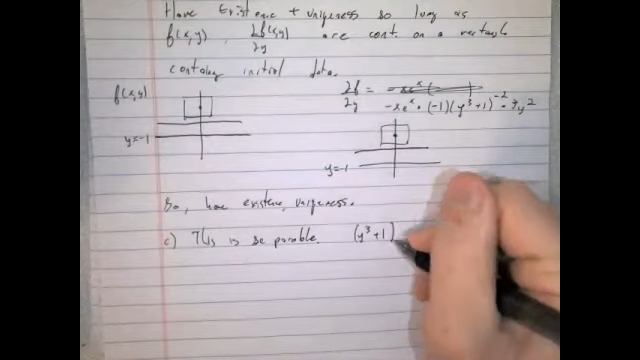 Have Existence + uniqueness so long as
f(x,y), ∂f(x,y)/∂y are cont. on a rectangle
containing initial data.
f(x,y)
y=-1
∂f/∂y =
-xe^x · (-1)(y^3+1)^-2 · 3y^2
y=-1
So, have existence, uniqueness.
c) This is separable. (y^3+1)